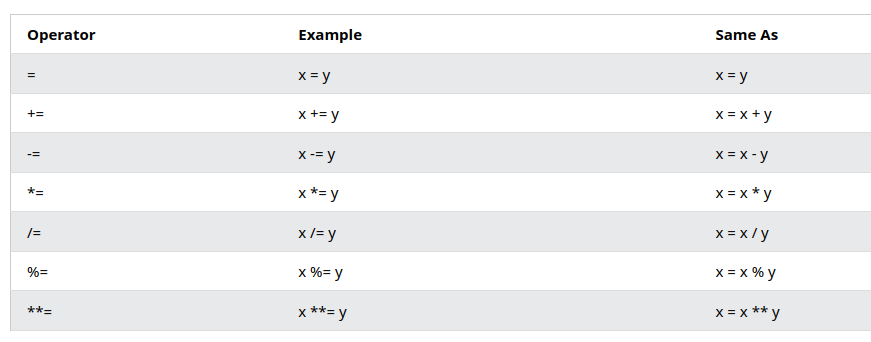 Operator Example Same As
= x = y x = y
+= x += y x = x + y
-= x -= y x = x - y
*= x *= y x = x * y
/= x /= y x = x / y
%= x %= y x = x % y
**= x **= y x = x ** y